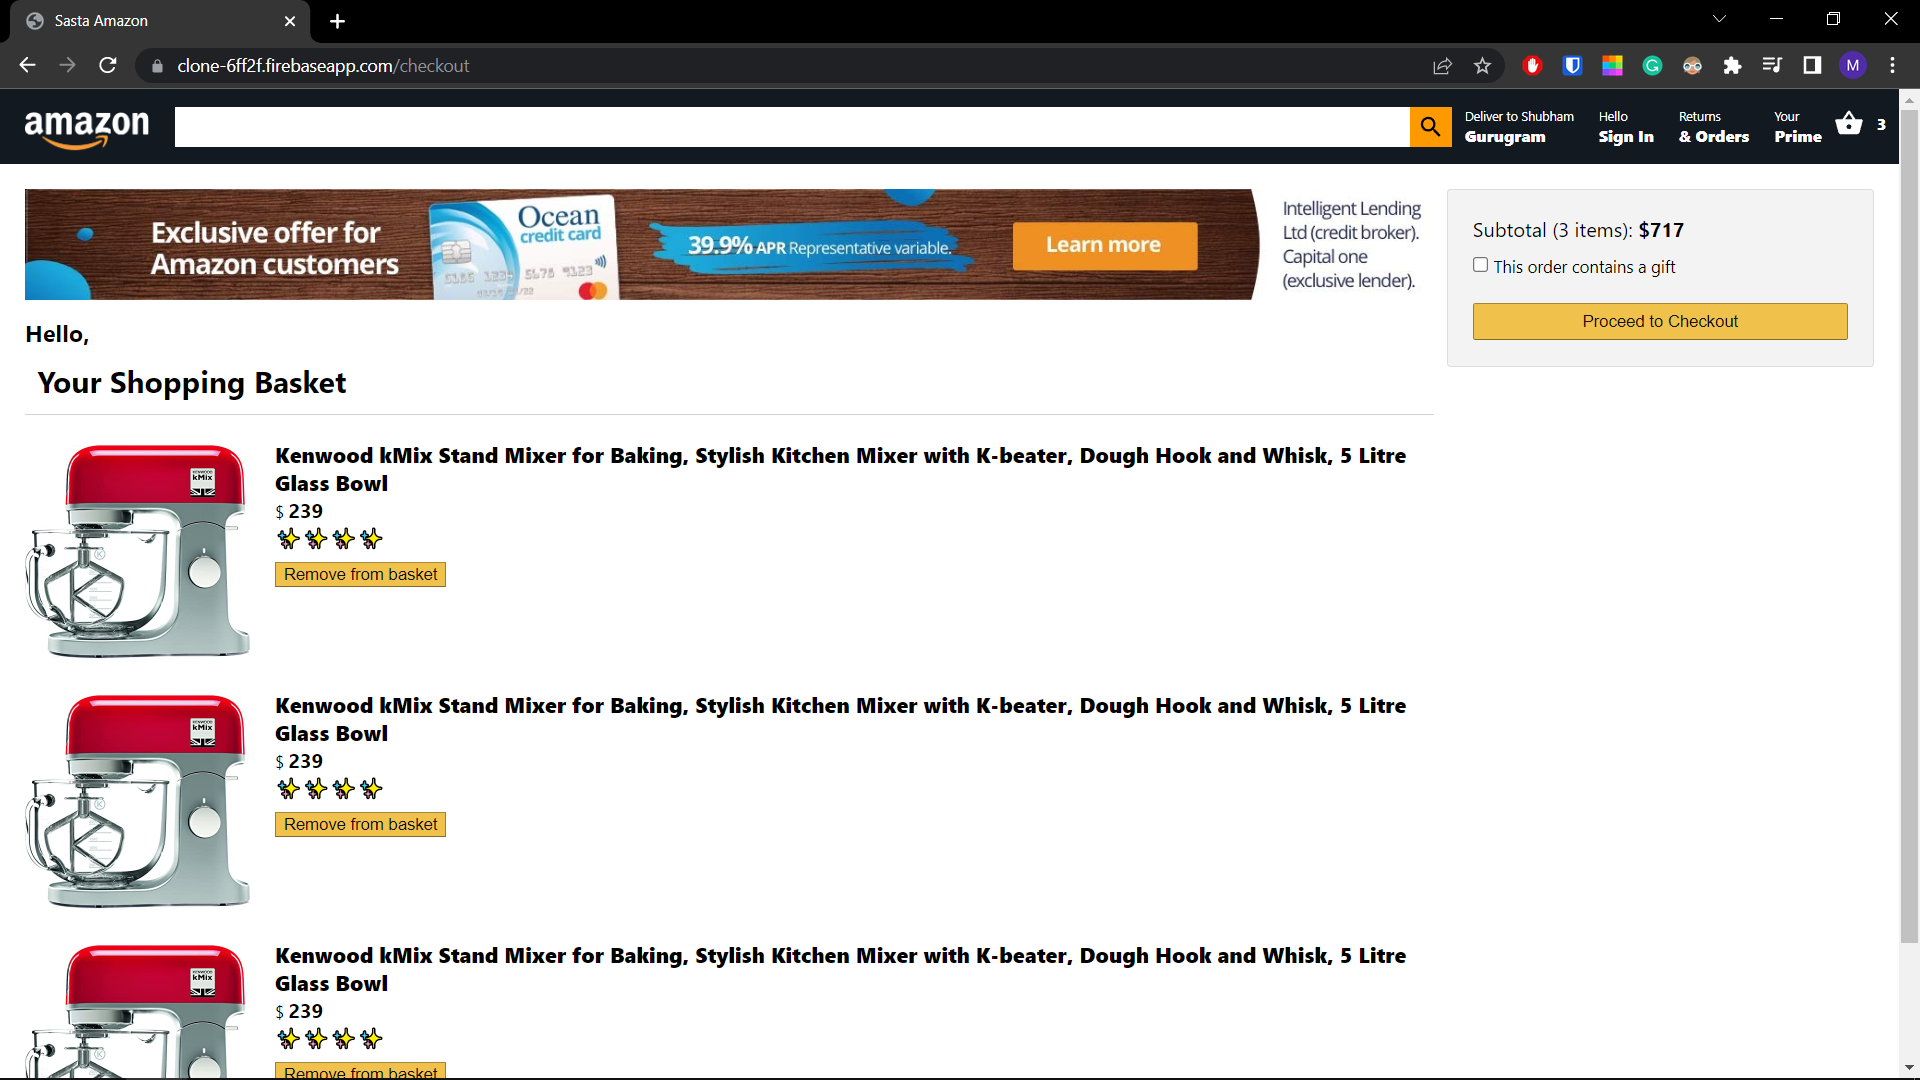 Sasta Amazon
clone-6ff2f.firebaseapp.com/checkout
M
amazon
Deliver to Shubham
Gurugram
Hello
Sign In
Returns
& Orders
Your
Prime
3
Exclusive offer for
Amazon customers
Ocean
credit card
39.9% APR Representative variable.
Learn more
Intelligent Lending
Ltd (credit broker).
Capital one
(exclusive lender).
Subtotal (3 items): $717
This order contains a gift
Proceed to Checkout
Hello,
Your Shopping Basket
KENWOOD
kMix
Kenwood kMix Stand Mixer for Baking, Stylish Kitchen Mixer with K-beater, Dough Hook and Whisk, 5 Litre
Glass Bowl
$ 239
Remove from basket
KENWOOD
kMix
Kenwood kMix Stand Mixer for Baking, Stylish Kitchen Mixer with K-beater, Dough Hook and Whisk, 5 Litre
Glass Bowl
$ 239
Remove from basket
KENWOOD
kMix
Kenwood kMix Stand Mixer for Baking, Stylish Kitchen Mixer with K-beater, Dough Hook and Whisk, 5 Litre
Glass Bowl
$ 239
Remove from basket